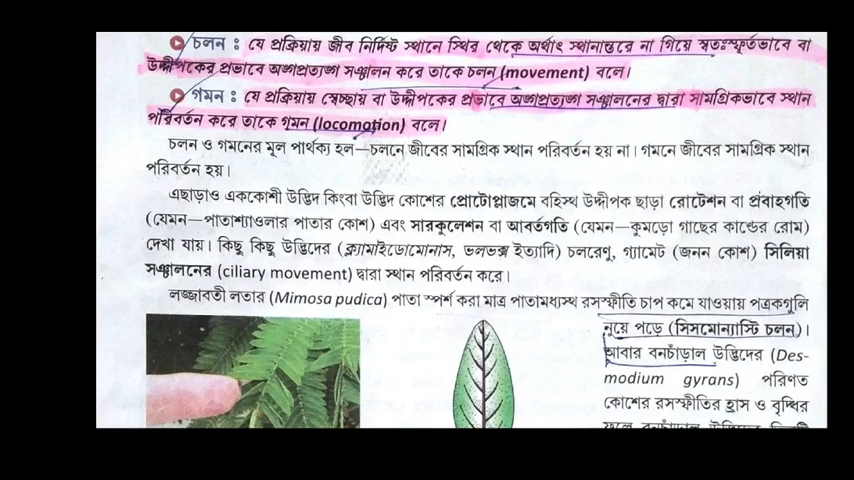 চলন : যে প্রক্রিয়ায় জীব নির্দিষ্ট স্থানে স্থির থেকে অর্থাৎ স্থানান্তরে না গিয়ে স্বতঃস্ফূর্তভাবে বা
উদ্দীপকের প্রভাবে অঙ্গপ্রত্যঙ্গ সঞ্চালন করে তাকে চলন (movement) বলে।
গমন : যে প্রক্রিয়ায় স্বেচ্ছায় বা উদ্দীপকের প্রভাবে অঙ্গপ্রত্যঙ্গ সঞ্চালনের দ্বারা সামগ্রিকভাবে স্থান
পরিবর্তন করে তাকে গমন (locomotion) বলে।
চলন ও গমনের মূল পার্থক্য হল—চলনে জীবের সামগ্রিক স্থান পরিবর্তন হয় না। গমনে জীবের সামগ্রিক স্থান
পরিবর্তন হয়।
এছাড়াও এককোশী উদ্ভিদ কিংবা উদ্ভিদ কোশের প্রোটোপ্লাজমে বহিস্থ উদ্দীপক ছাড়া রোটেশন বা প্রবাহগতি
(যেমন—পাতাশ্যাওলার পাতার কোশ) এবং সারকুলেশন বা আবর্তগতি (যেমন—কুমড়ো গাছের কান্ডের রোম)
দেখা যায়। কিছু কিছু উদ্ভিদের (ক্ল্যামাইডোমোনাস, ভলভক্স ইত্যাদি) চলরেণু, গ্যামেট (জনন কোশ) সিলিয়া
সঞ্চালনের (ciliary movement) দ্বারা স্থান পরিবর্তন করে।
লজ্জাবতী লতার (Mimosa pudica) পাতা স্পর্শ করা মাত্র পাতামধ্যস্থ রসস্ফীতি চাপ কমে যাওয়ায় পত্রকগুলি
নুয়ে পড়ে (সিসমোন্যাস্টি চলন)।
আবার বনচাঁড়াল উদ্ভিদের (Des-
modium gyrans) পরিণত
কোশের রসস্ফীতির হ্রাস ও বৃদ্ধির
ফলে বনচাঁড়াল উদ্ভিদের